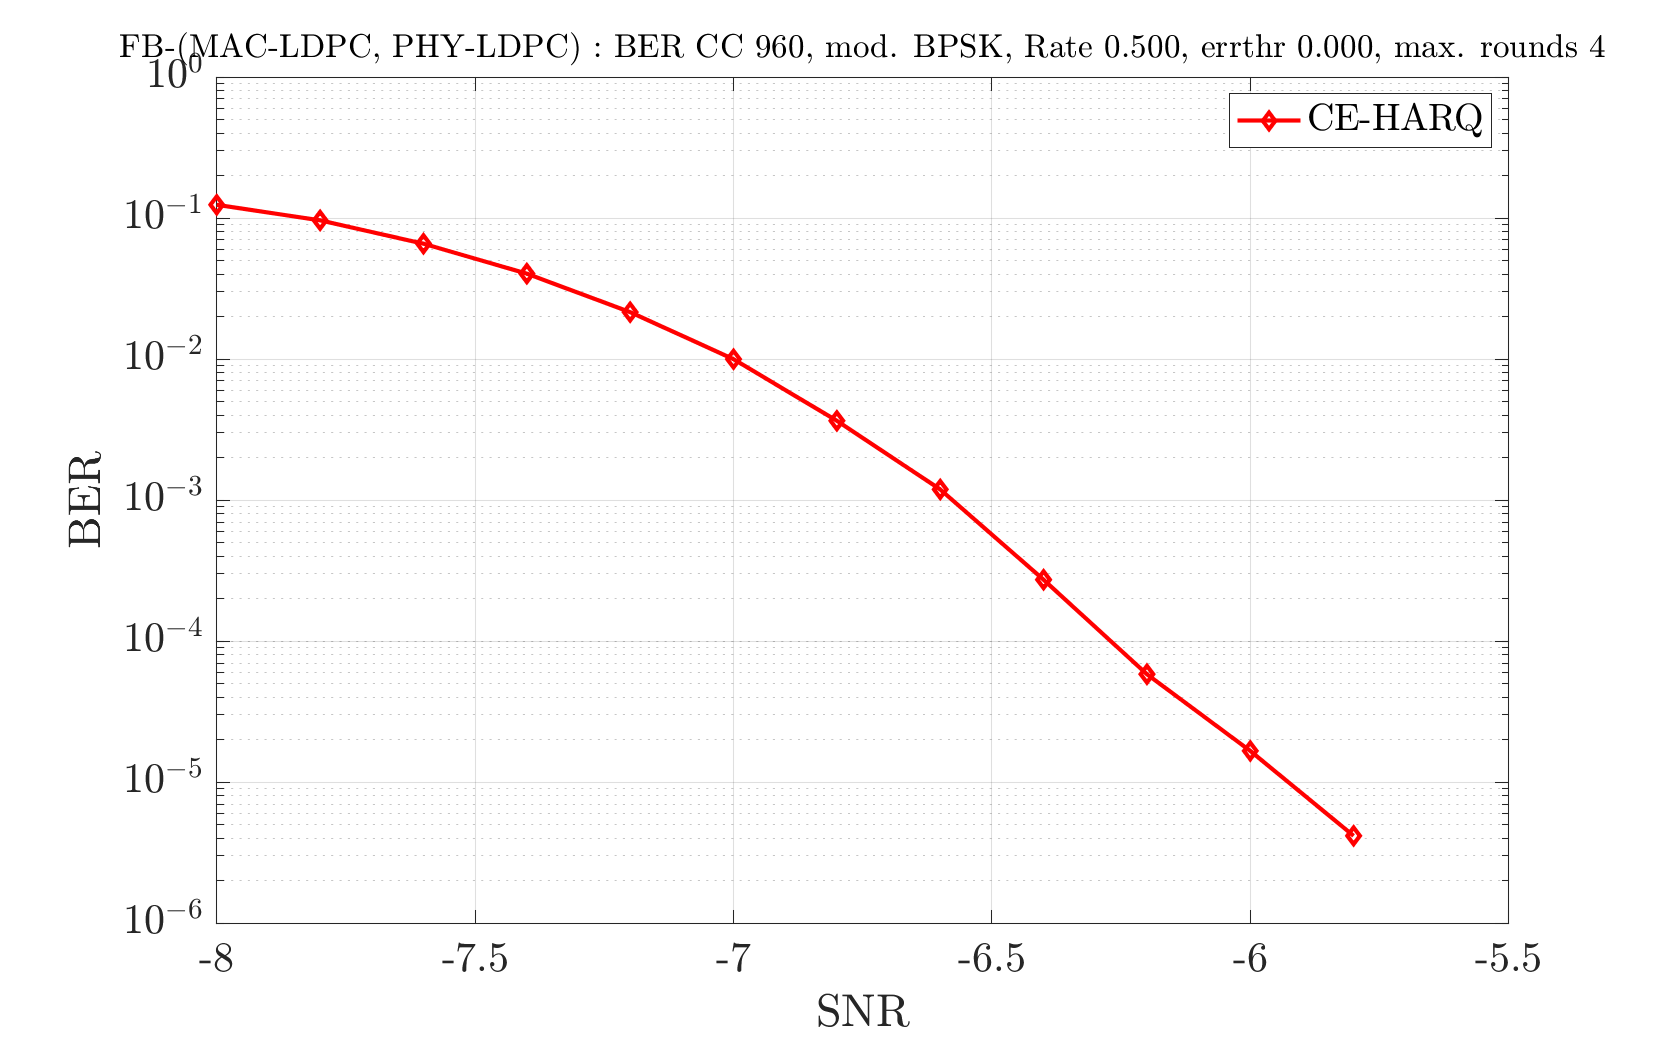 FB-(MAC-LDPC, PHY-LDPC) : BER CC 960, mod. BPSK, Rate 0.500, errthr 0.000, max. rounds 4
10^0
CE-HARQ
10^{-1}
10^{-2}
10^{-3}
BER
10^{-4}
10^{-5}
10^{-6}
-8 -7.5 -7 -6.5 -6 -5.5
SNR